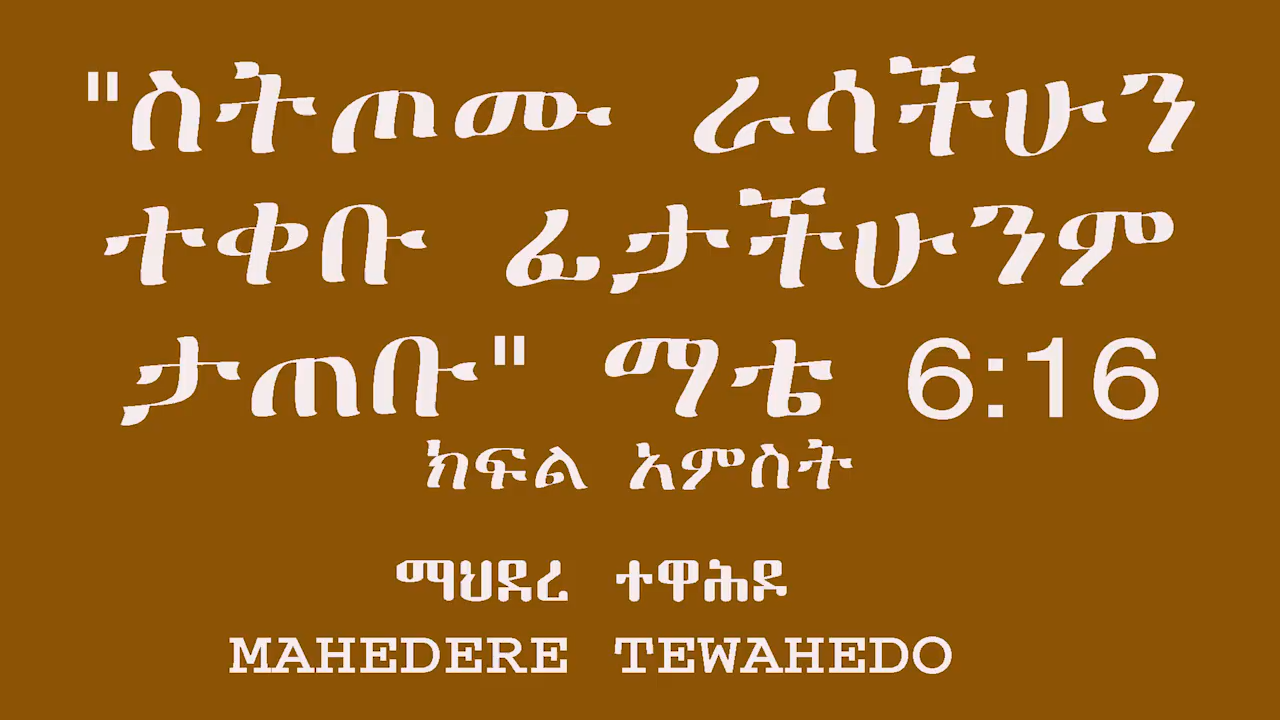 "ስትጦሙ ራሳችሁን
ተቀቡ ፊታችሁንም
ታጠቡ" ማቴ 6:16
ክፍል አምስት
ማህደረ ተዋሕዶ
MAHEDERE TEWAHEDO